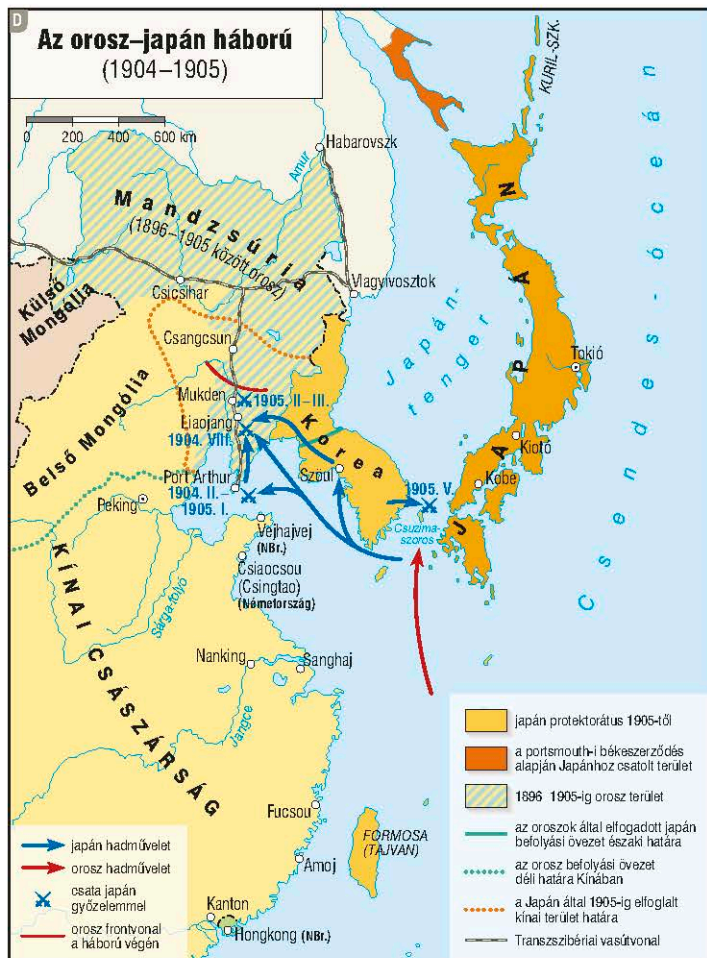 D
Az orosz–japán háború
(1904–1905)
0 200 400 600 km
KURIL-SZK.
Habarovszk
Amur
Mandzsúria
(1896–1905 között orosz)
Külső
Mongólia
Csicsihar
Vlagyivosztok
Csangcsun
Japán-
tenger
JAPÁN
Csendes-óceán
Tokió
Mukden
1905. II–III.
Liaojang
1904. VIII.
Korea
Belső Mongólia
Kiotó
Kobe
Port Arthur
1904. II.–
1905. I.
Szöul
1905. V.
Peking
Csuzima-
szoros
Vejhajvej
(NBr.)
Csiaocsou
(Csingtao)
(Németország)
KÍNAI CSÁSZÁRSÁG
Sárga-folyó
Nanking
Sanghaj
Jangce
Fucsou
FORMOSA
(TAJVAN)
Amoj
Kanton
Hongkong (NBr.)
japán hadművelet
orosz hadművelet
csata japán
győzelemmel
orosz frontvonal
a háború végén
japán protektorátus 1905-től
a portsmouth-i békeszerződés
alapján Japánhoz csatolt terület
1896 1905-ig orosz terület
az oroszok által elfogadott japán
befolyási övezet északi határa
az orosz befolyási övezet
déli határa Kínában
a Japán által 1905-ig elfoglalt
kínai terület határa
Transzszibériai vasútvonal